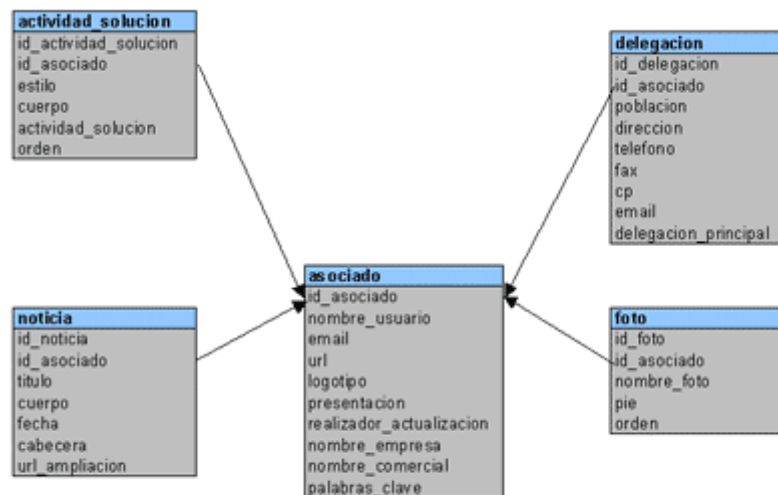 actividad_solucion
id_actividad_solucion
id_asociado
estilo
cuerpo
actividad_solucion
orden
delegacion
id_delegacion
id_asociado
poblacion
direccion
telefono
fax
cp
email
delegacion_principal
asociado
id_asociado
nombre_usuario
email
url
logotipo
presentacion
realizador_actualizacion
nombre_empresa
nombre_comercial
palabras_clave
noticia
id_noticia
id_asociado
titulo
cuerpo
fecha
cabecera
url_ampliacion
foto
id_foto
id_asociado
nombre_foto
pie
orden